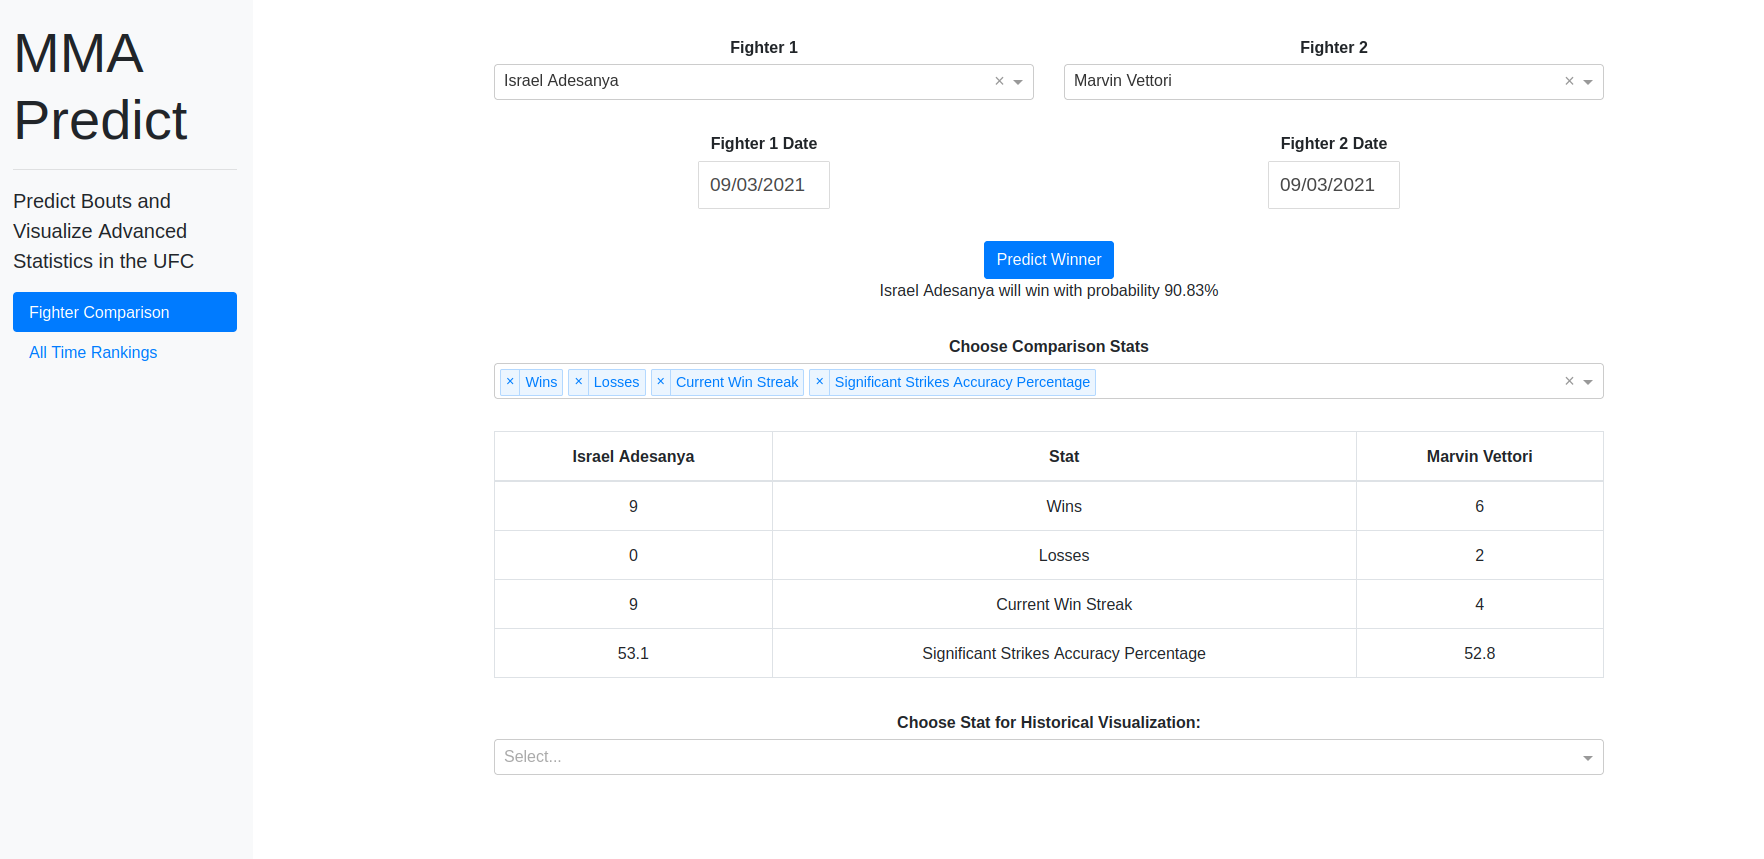 MMA
Predict
Predict Bouts and
Visualize Advanced
Statistics in the UFC
Fighter Comparison
All Time Rankings
Fighter 1 Fighter 2
Israel Adesanya × Marvin Vettori ×
Fighter 1 Date Fighter 2 Date
09/03/2021 09/03/2021
Predict Winner
Israel Adesanya will win with probability 90.83%
Choose Comparison Stats
× Wins × Losses × Current Win Streak × Significant Strikes Accuracy Percentage ×
Israel Adesanya Stat Marvin Vettori
9 Wins 6
0 Losses 2
9 Current Win Streak 4
53.1 Significant Strikes Accuracy Percentage 52.8
Choose Stat for Historical Visualization:
Select...